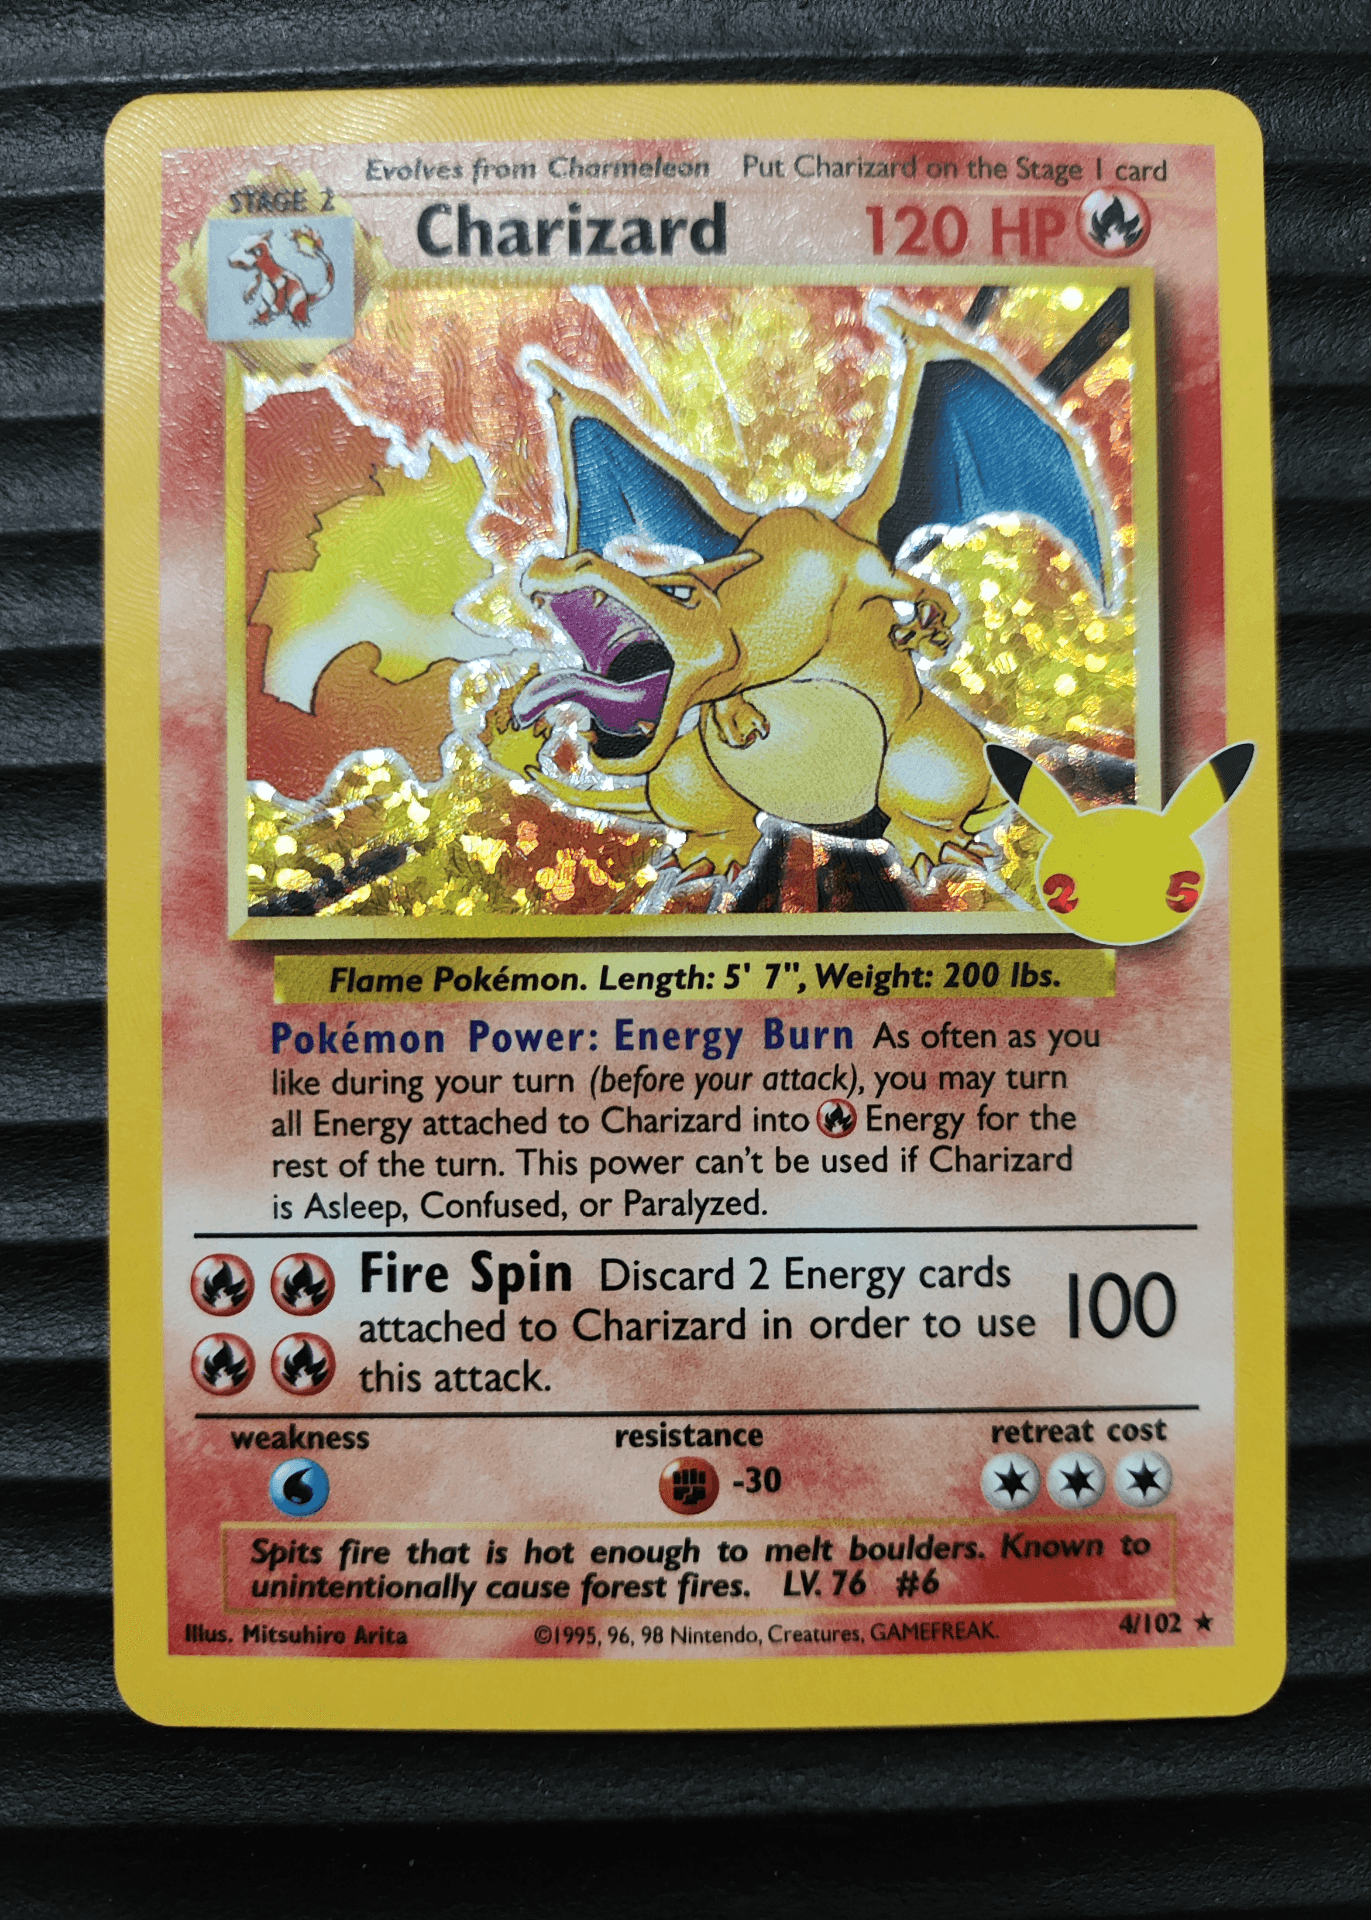 Evolves from Charmeleon Put Charizard on the Stage 1 card
STAGE 2
Charizard 120 HP
2 5
Flame Pokémon. Length: 5' 7", Weight: 200 lbs.
Pokémon Power: Energy Burn As often as you
like during your turn (before your attack), you may turn
all Energy attached to Charizard into Energy for the
rest of the turn. This power can't be used if Charizard
is Asleep, Confused, or Paralyzed.
Fire Spin Discard 2 Energy cards
attached to Charizard in order to use 100
this attack.
weakness resistance retreat cost
-30
Spits fire that is hot enough to melt boulders. Known to
unintentionally cause forest fires. LV. 76 #6
Illus. Mitsuhiro Arita ©1995, 96, 98 Nintendo, Creatures, GAMEFREAK. 4/102 ★